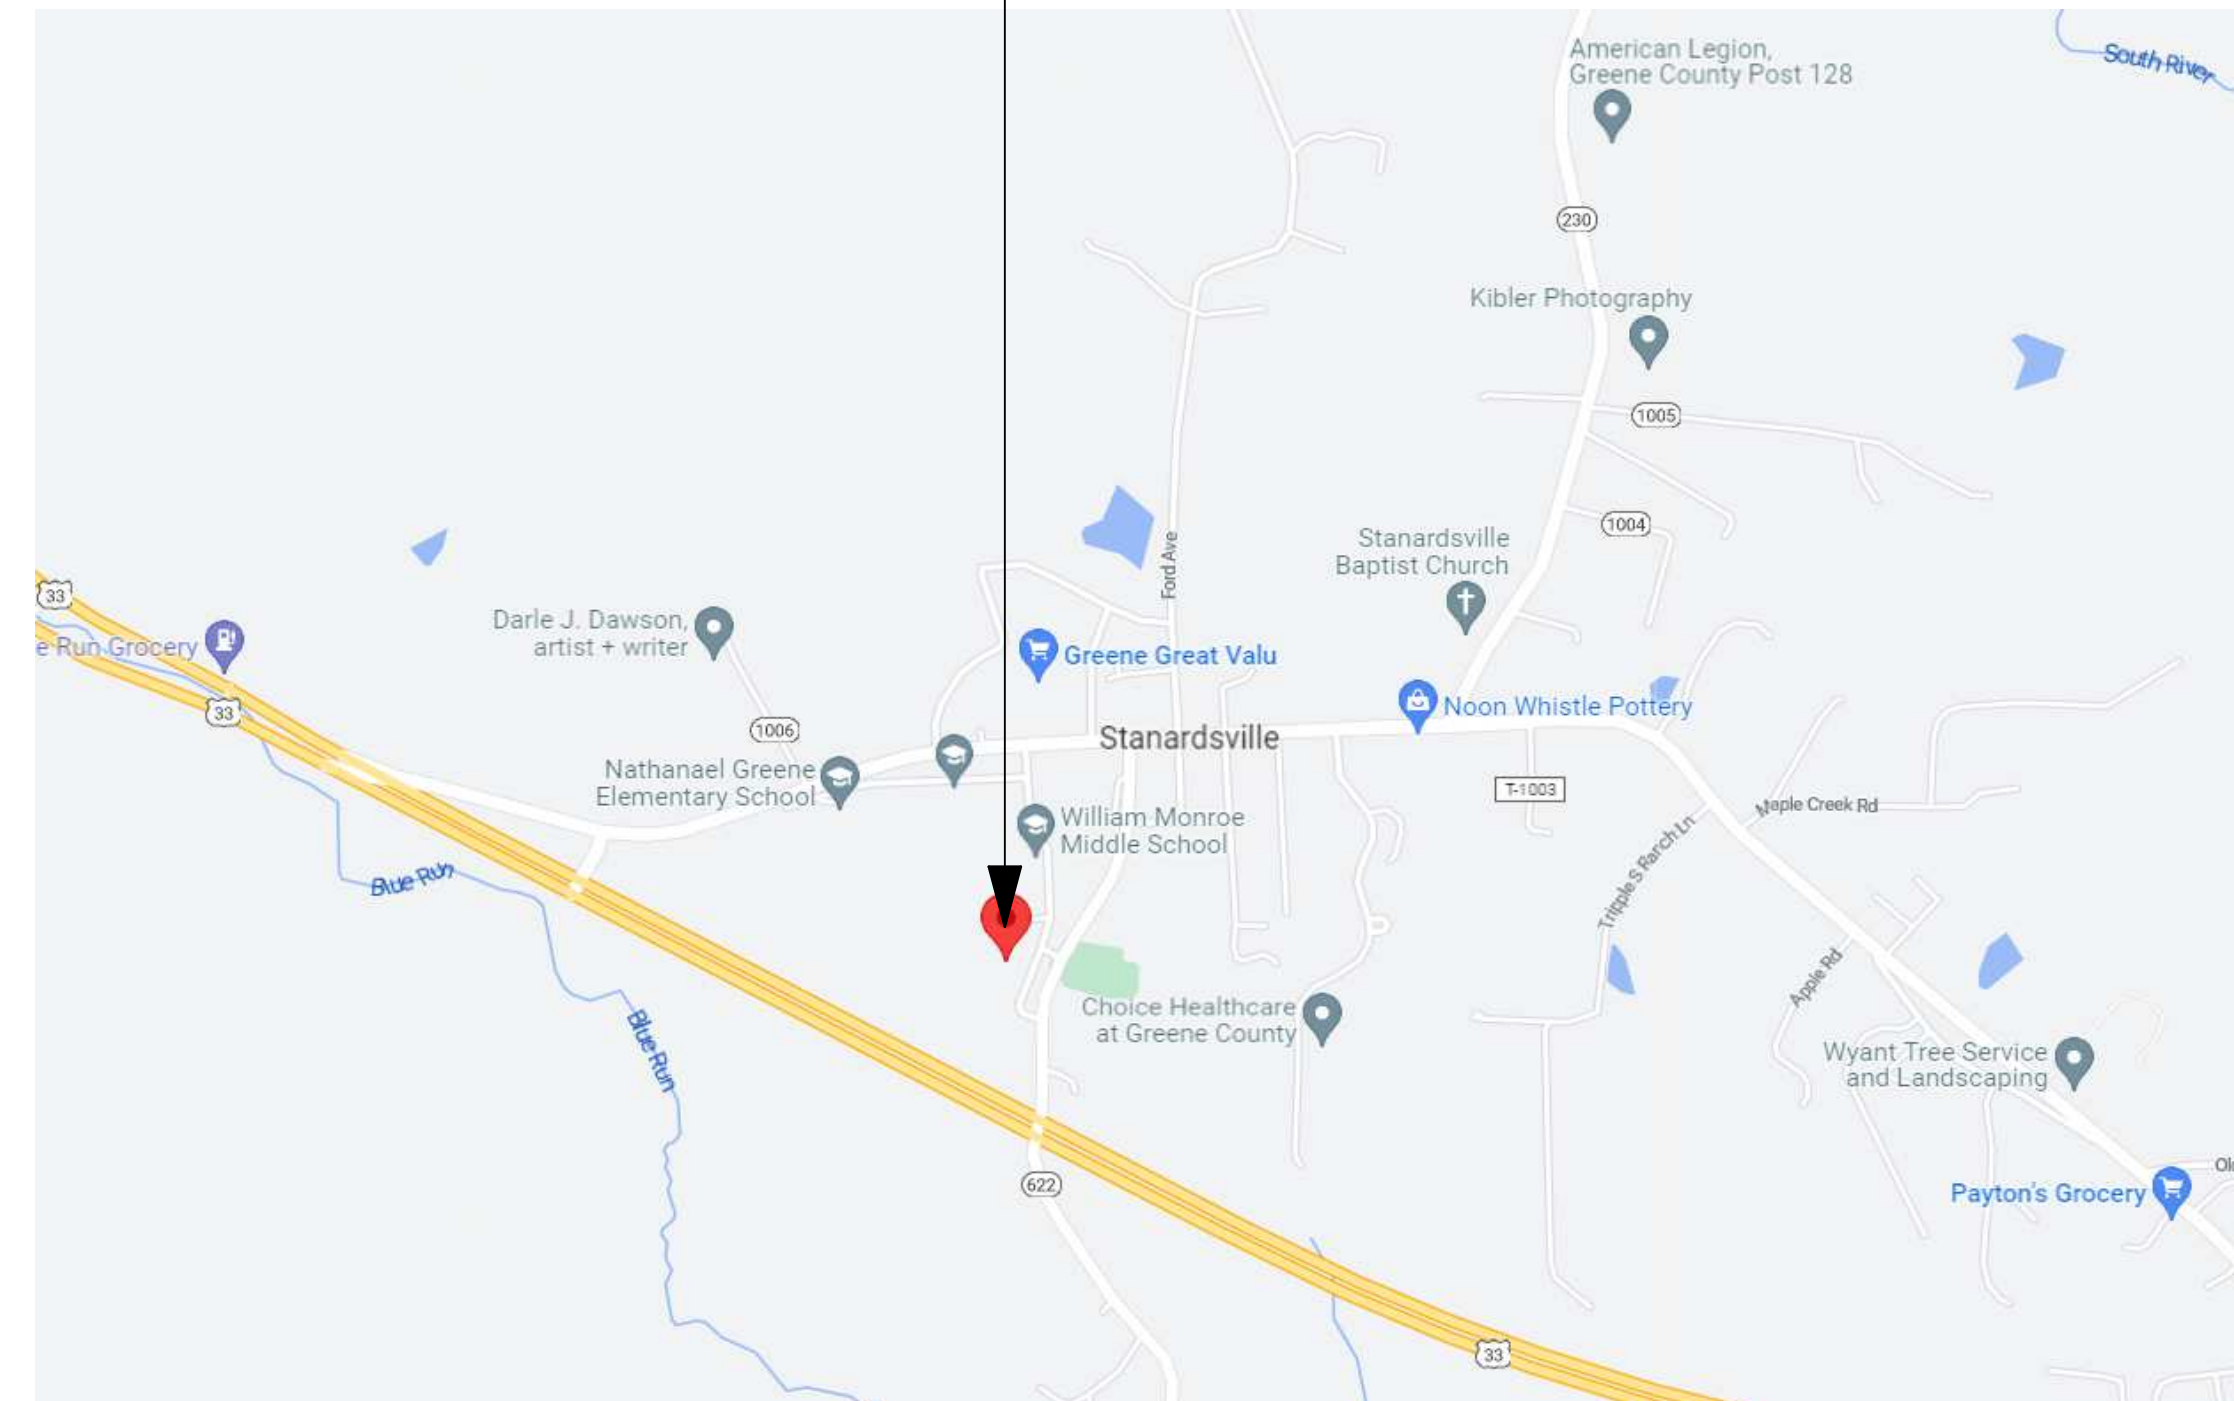 American Legion,
Greene County Post 128
South River
230
Kibler Photography
1005
1004
Stanardsville
Baptist Church
Ford Ave
33
Darle J. Dawson,
artist + writer
e Run Grocery
Greene Great Valu
33
Noon Whistle Pottery
1006
Stanardsville
Nathanael Greene
Elementary School
T-1003
Maple Creek Rd
William Monroe
Middle School
Tripple S Ranch Ln
Blue Run
Apple Rd
Choice Healthcare
at Greene County
Blue Run
Wyant Tree Service
and Landscaping
622
Payton's Grocery
33